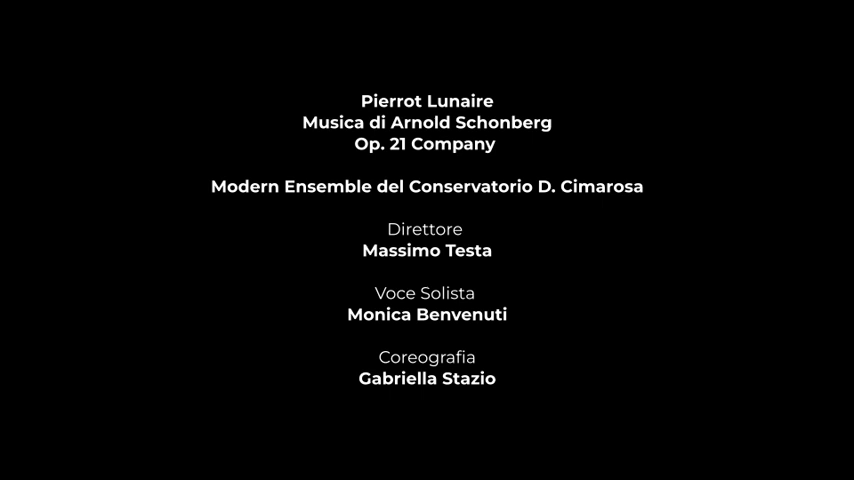 Pierrot Lunaire
Musica di Arnold Schonberg
Op. 21 Company
Modern Ensemble del Conservatorio D. Cimarosa
Direttore
Massimo Testa
Voce Solista
Monica Benvenuti
Coreografia
Gabriella Stazio